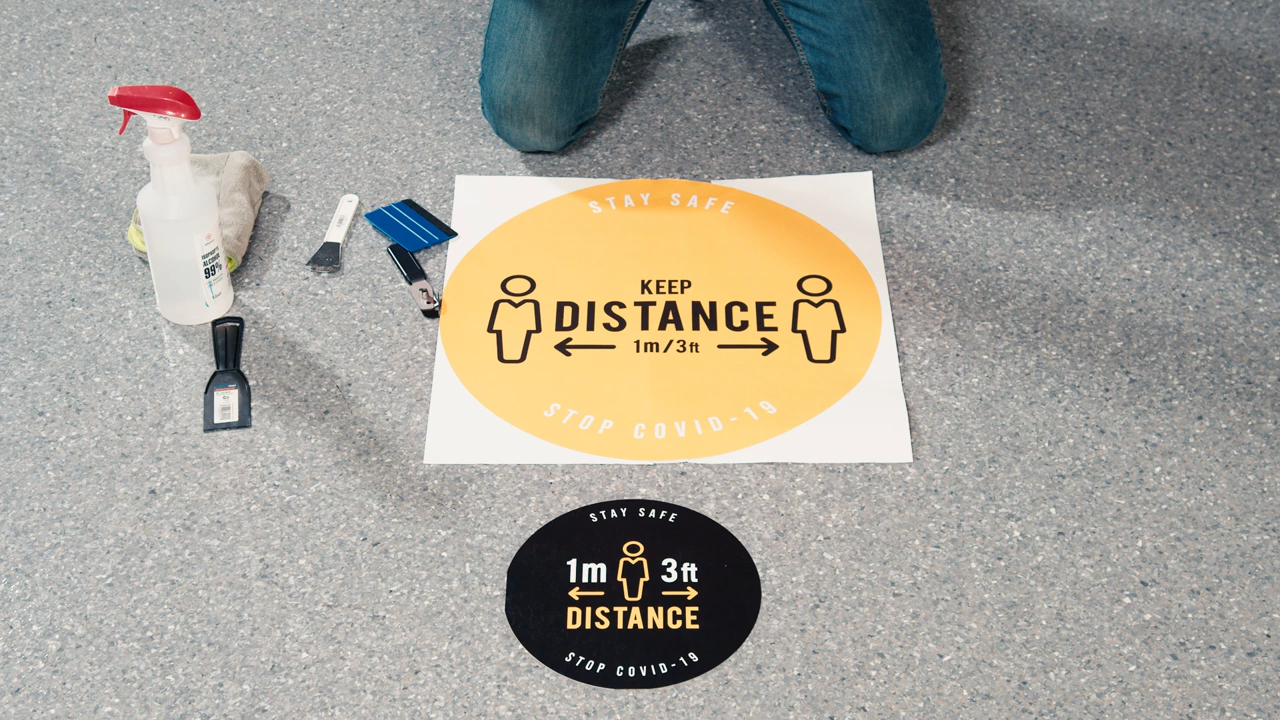 ALCOHOL
99%
STAY SAFE
KEEP
DISTANCE
1m/3ft
STOP COVID-19
STAY SAFE
1m 3ft
DISTANCE
STOP COVID-19